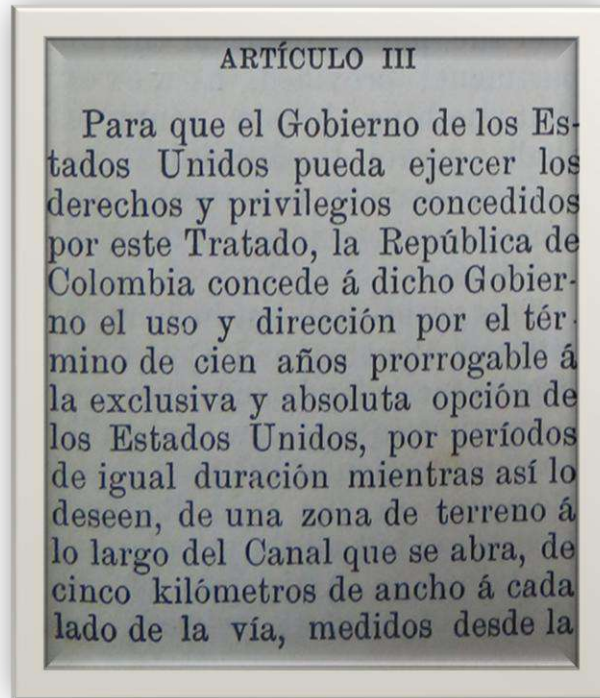 ARTÍCULO III
Para que el Gobierno de los Es-
tados Unidos pueda ejercer los
derechos y privilegios concedidos
por este Tratado, la República de
Colombia concede á dicho Gobier-
no el uso y dirección por el tér-
mino de cien años prorrogable á
la exclusiva y absoluta opción de
los Estados Unidos, por períodos
de igual duración mientras así lo
deseen, de una zona de terreno á
lo largo del Canal que se abra, de
cinco kilómetros de ancho á cada
lado de la vía, medidos desde la